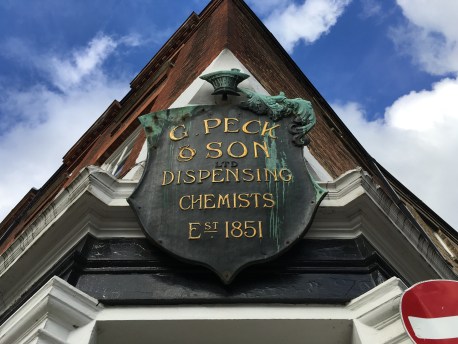 G. PECK
& SON
LTD
DISPENSING
CHEMISTS
EST 1851